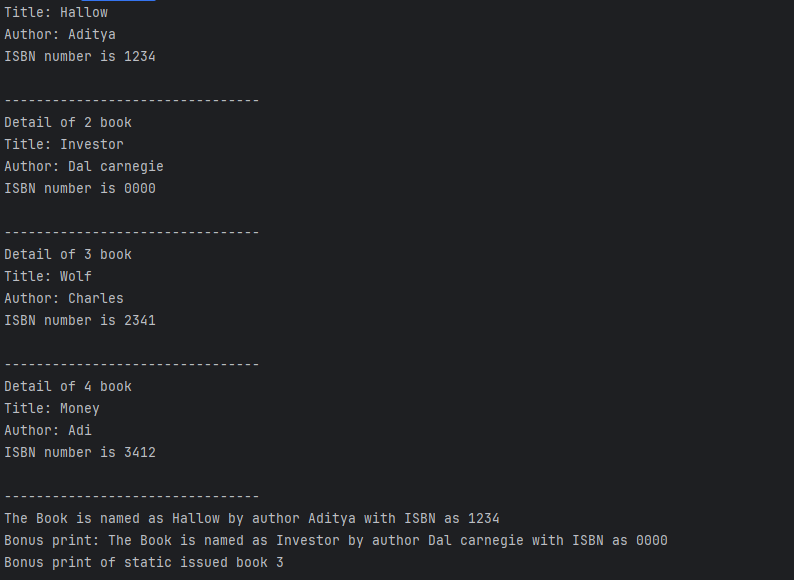 Title: Hallow
Author: Aditya
ISBN number is 1234
--------------------------------
Detail of 2 book
Title: Investor
Author: Dal carnegie
ISBN number is 0000
--------------------------------
Detail of 3 book
Title: Wolf
Author: Charles
ISBN number is 2341
--------------------------------
Detail of 4 book
Title: Money
Author: Adi
ISBN number is 3412
--------------------------------
The Book is named as Hallow by author Aditya with ISBN as 1234
Bonus print: The Book is named as Investor by author Dal carnegie with ISBN as 0000
Bonus print of static issued book 3